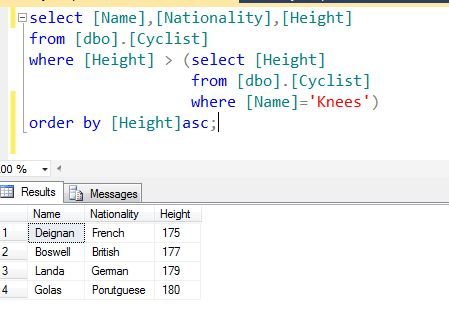 select [Name],[Nationality],[Height]
from [dbo].[Cyclist]
where [Height] > (select [Height]
from [dbo].[Cyclist]
where [Name]='Knees')
order by [Height]asc;
00 %
Results Messages
Name Nationality Height
1 Deignan French 175
2 Boswell British 177
3 Landa German 179
4 Golas Porutguese 180